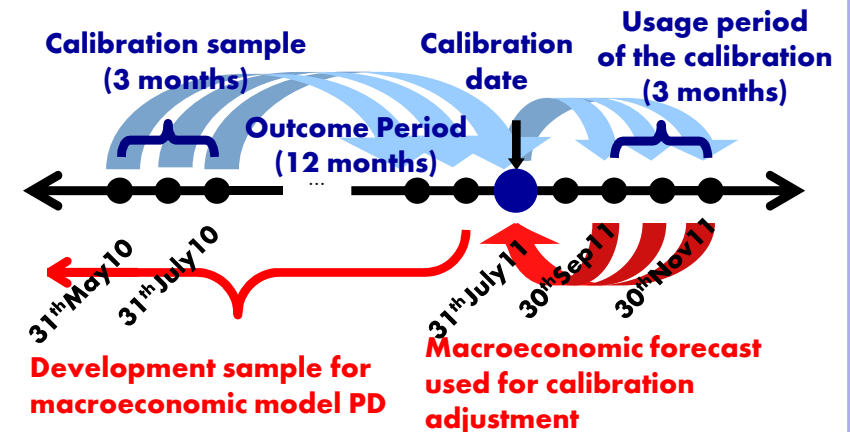 Calibration sample
(3 months)
Calibration
date
Usage period
of the calibration
(3 months)
Outcome Period
(12 months)
...
31thMay10
31thJuly10
31thJuly11
30thSep11
30thNov11
Development sample for
macroeconomic model PD
Macroeconomic forecast
used for calibration
adjustment